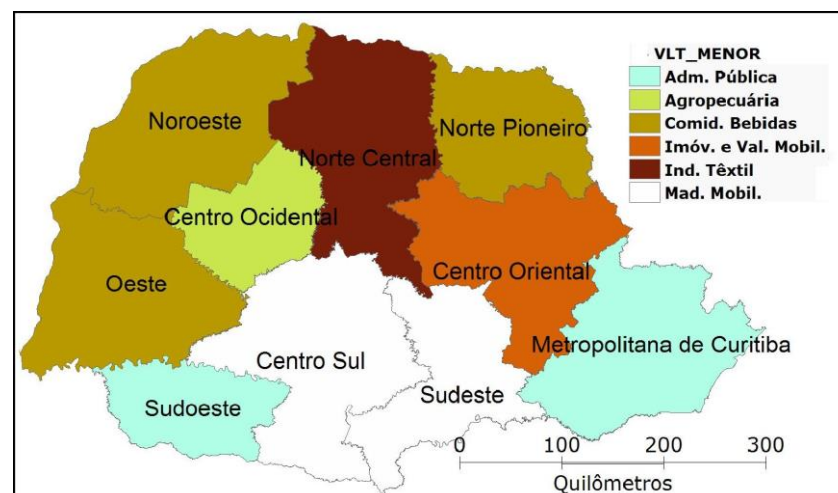 VLT_MENOR
Adm. Pública
Agropecuária
Comid. Bebidas
Imóv. e Val. Mobil.
Ind. Têxtil
Mad. Mobil.
Noroeste
Norte Central
Norte Pioneiro
Centro Ocidental
Oeste
Centro Oriental
Centro Sul
Metropolitana de Curitiba
Sudoeste
Sudeste
0 100 200 300
Quilômetros